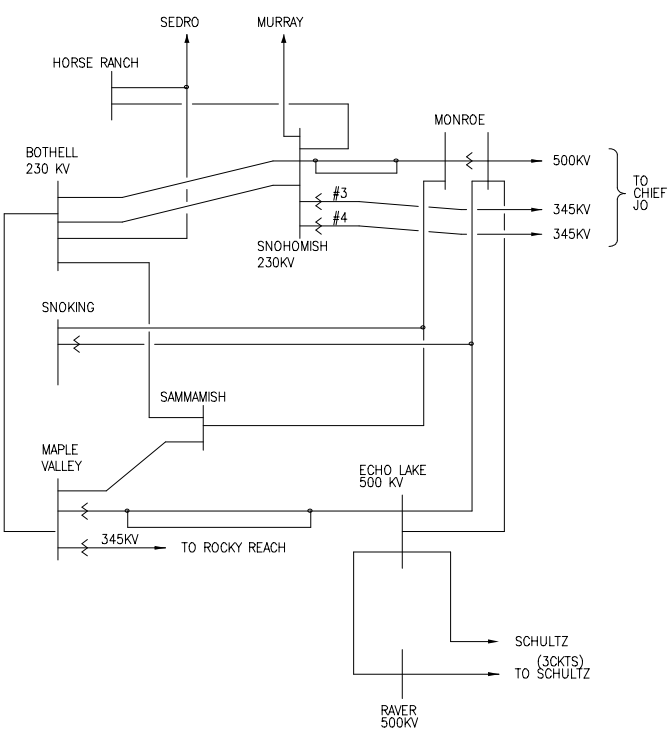 SEDRO
MURRAY
HORSE RANCH
MONROE
BOTHELL
230 KV
500KV
TO
CHIEF
JO
#3
345KV
#4
345KV
SNOHOMISH
230KV
SNOKING
SAMMAMISH
MAPLE
VALLEY
ECHO LAKE
500 KV
345KV
TO ROCKY REACH
SCHULTZ
(3CKTS)
TO SCHULTZ
RAVER
500KV